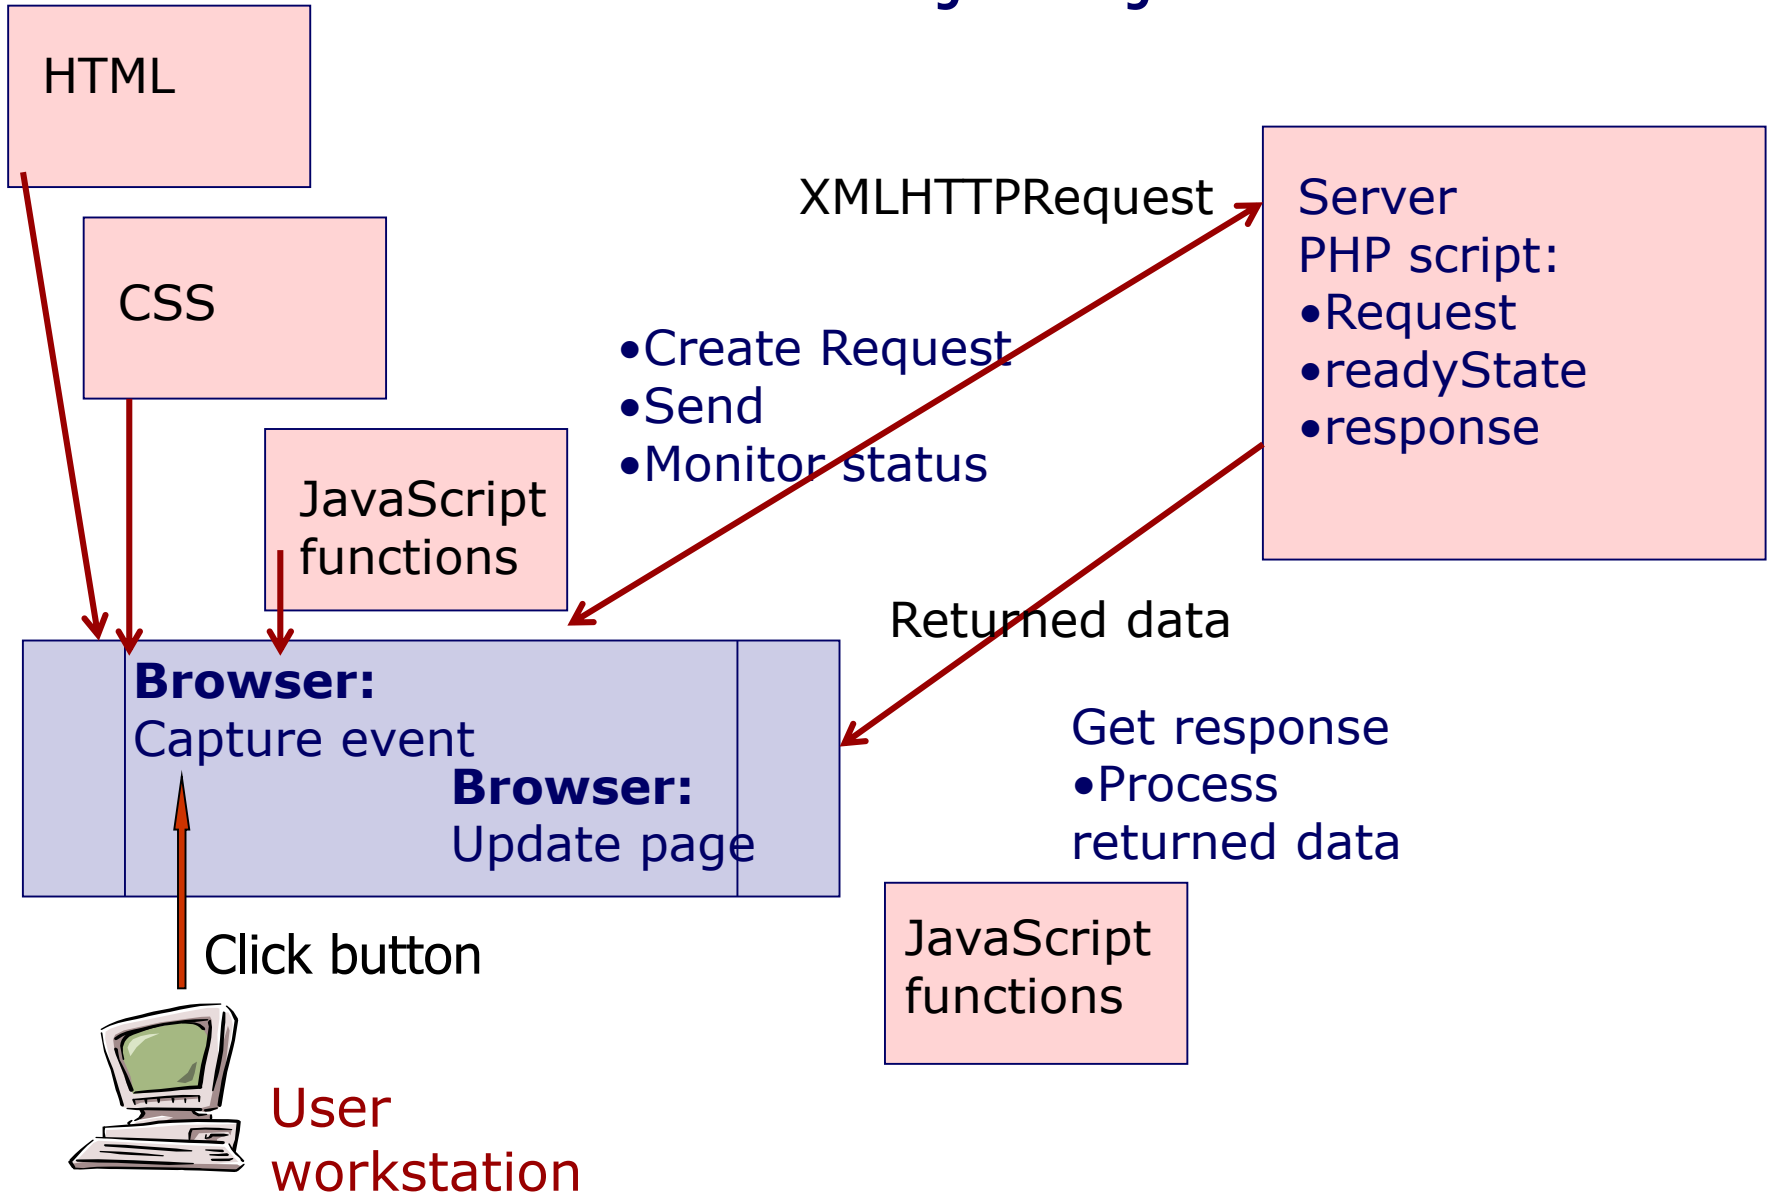 HTML
CSS
JavaScript
functions
XMLHTTPRequest
•Create Request
•Send
•Monitor status
Server
PHP script:
•Request
•readyState
•response
Returned data
Browser:
Capture event
Browser:
Update page
Get response
•Process
returned data
JavaScript
functions
Click button
User
workstation